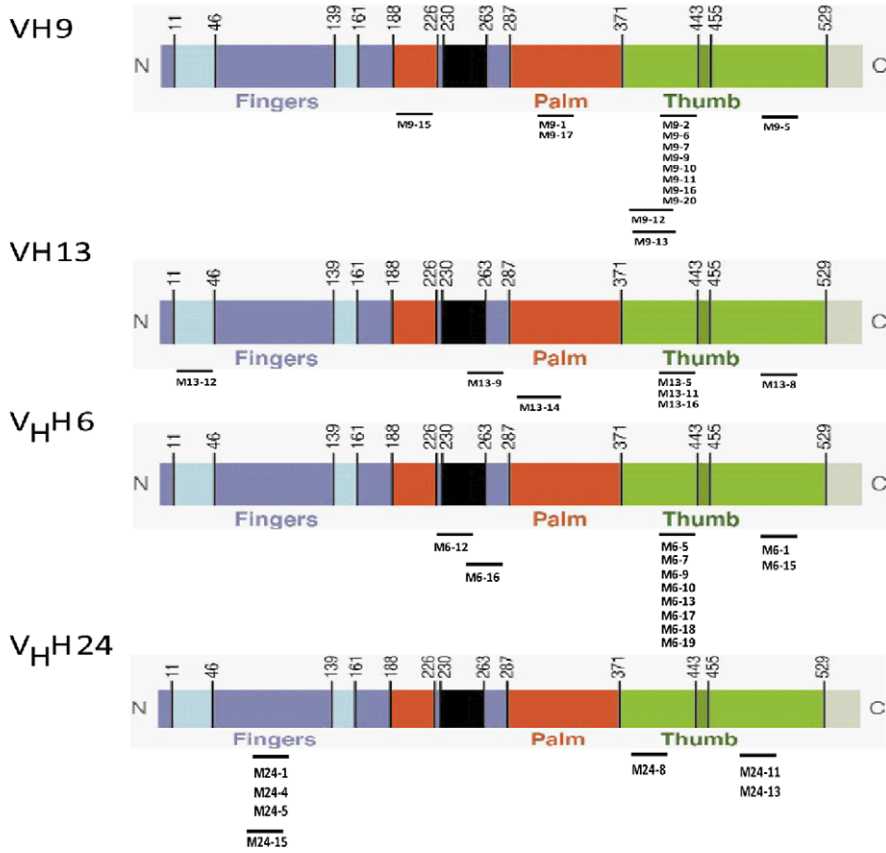 VH9
11 46 139 161 188 226 230 263 287 371 443 455 529
N C
Fingers Palm Thumb
M9-15 M9-1 M9-2 M9-5
M9-17 M9-6
M9-7
M9-9
M9-10
M9-11
M9-16
M9-20
M9-12
M9-13
VH13
11 46 139 161 188 226 230 263 287 371 443 455 529
N C
Fingers Palm Thumb
M13-12 M13-9 M13-5 M13-8
M13-11
M13-14 M13-16
VHH6
11 46 139 161 188 226 230 263 287 371 443 455 529
N C
Fingers Palm Thumb
M6-12 M6-5 M6-1
M6-7 M6-15
M6-16 M6-9
M6-10
M6-13
M6-17
M6-18
M6-19
VHH24
11 46 139 161 188 226 230 263 287 371 443 455 529
N C
Fingers Palm Thumb
M24-1 M24-8 M24-11
M24-4 M24-13
M24-5
M24-15